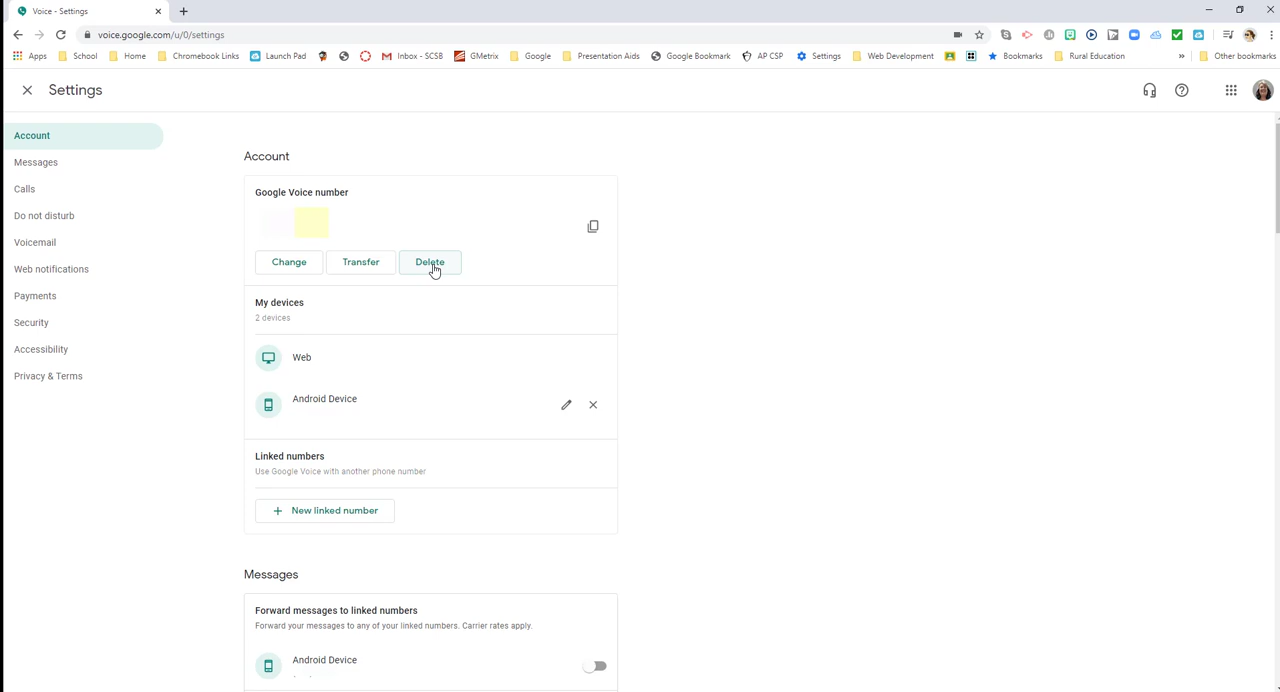 Voice - Settings
voice.google.com/u/0/settings
Apps School Home Chromebook Links Launch Pad Inbox - SCSB GMetrix Google Presentation Aids Google Bookmark AP CSP Settings Web Development Bookmarks Rural Education » Other bookmarks
Settings
Account
Messages
Calls
Do not disturb
Voicemail
Web notifications
Payments
Security
Accessibility
Privacy & Terms
Account
Google Voice number
Change Transfer Delete
My devices
2 devices
Web
Android Device
Linked numbers
Use Google Voice with another phone number
+ New linked number
Messages
Forward messages to linked numbers
Forward your messages to any of your linked numbers. Carrier rates apply.
Android Device